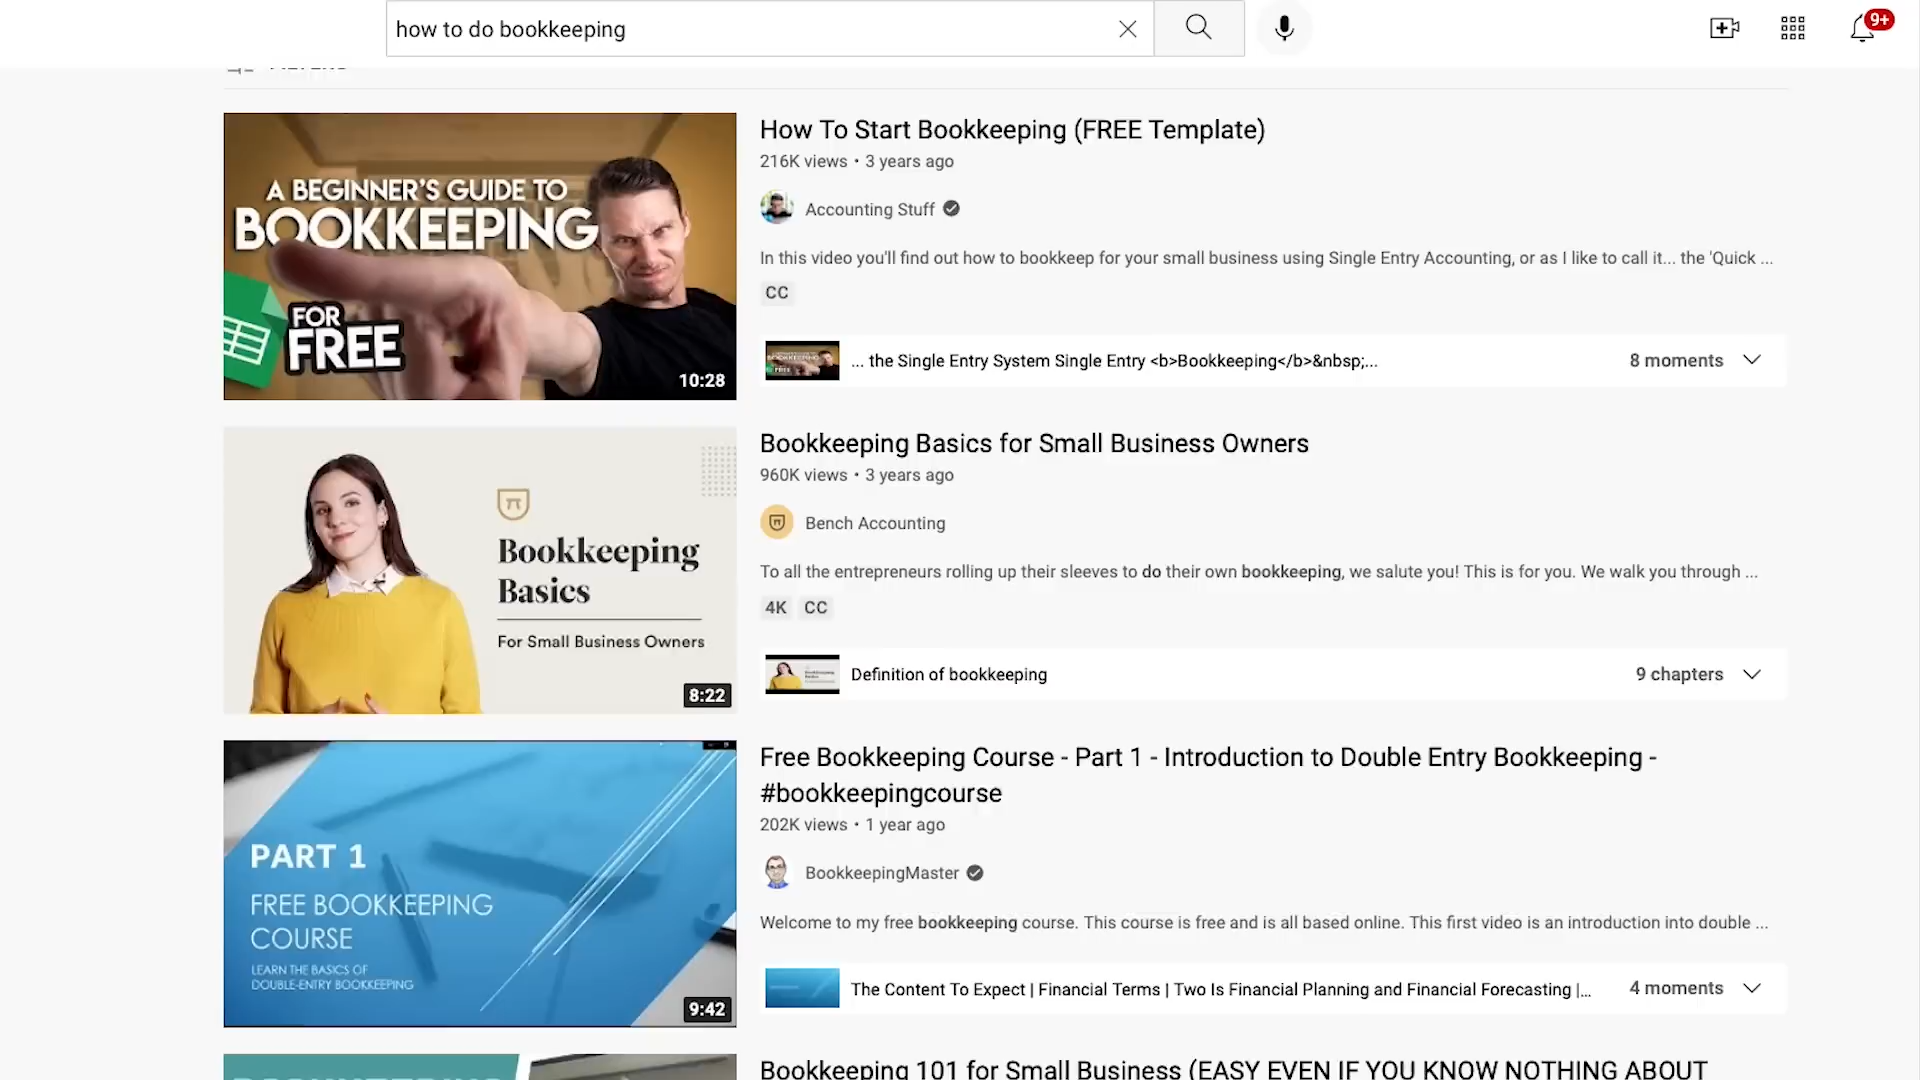 how to do bookkeeping
9+
A BEGINNER'S GUIDE TO
BOOKKEEPING
FOR
FREE
10:28
How To Start Bookkeeping (FREE Template)
216K views • 3 years ago
Accounting Stuff
In this video you'll find out how to bookkeep for your small business using Single Entry Accounting, or as I like to call it... the 'Quick ...
CC
... the Single Entry System Single Entry <b>Bookkeeping</b>&nbsp;...
8 moments
Bookkeeping
Basics
For Small Business Owners
8:22
Bookkeeping Basics for Small Business Owners
960K views • 3 years ago
Bench Accounting
To all the entrepreneurs rolling up their sleeves to do their own bookkeeping, we salute you! This is for you. We walk you through ...
4K CC
Definition of bookkeeping
9 chapters
PART 1
FREE BOOKKEEPING
COURSE
LEARN THE BASICS OF
DOUBLE-ENTRY BOOKKEEPING
9:42
Free Bookkeeping Course - Part 1 - Introduction to Double Entry Bookkeeping -
#bookkeepingcourse
202K views • 1 year ago
BookkeepingMaster
Welcome to my free bookkeeping course. This course is free and is all based online. This first video is an introduction into double ...
The Content To Expect | Financial Terms | Two Is Financial Planning and Financial Forecasting |...
4 moments
Bookkeeping 101 for Small Business (EASY EVEN IF YOU KNOW NOTHING ABOUT